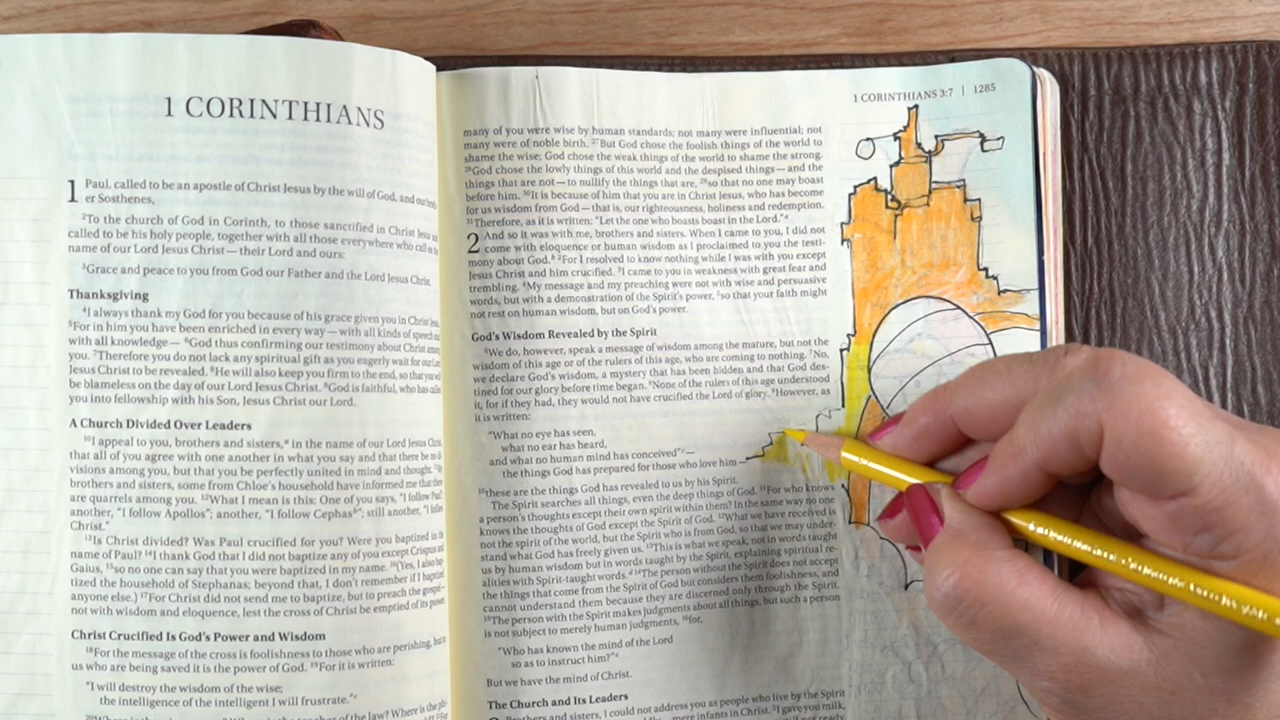 1 CORINTHIANS
1 Paul, called to be an apostle of Christ Jesus by the will of God, and our
er Sosthenes,
2To the church of God in Corinth, to those sanctified in Christ Jesus
called to be his holy people, together with all those everywhere who call
name of our Lord Jesus Christ—their Lord and ours:
3Grace and peace to you from God our Father and the Lord Jesus Christ.
Thanksgiving
4I always thank my God for you because of his grace given you in Christ
5For in him you have been enriched in every way—with all kinds of speech
with all knowledge— 6God thus confirming our testimony about Christ among
you. 7Therefore you do not lack any spiritual gift as you eagerly wait for our
Jesus Christ to be revealed. 8He will also keep you firm to the end, so that you
be blameless on the day of our Lord Jesus Christ. 9God is faithful, who has
you into fellowship with his Son, Jesus Christ our Lord.
A Church Divided Over Leaders
10I appeal to you, brothers and sisters,a in the name of our Lord Jesus
that all of you agree with one another in what you say and that there be no
visions among you, but that you be perfectly united in mind and thought.
brothers and sisters, some from Chloe's household have informed me that
are quarrels among you. 12What I mean is this: One of you says, "I follow
another, "I follow Apollos"; another, "I follow Cephasb"; still another, "I
Christ."
13Is Christ divided? Was Paul crucified for you? Were you baptized in
name of Paul? 14I thank God that I did not baptize any of you except Crispus and
Gaius, 15so no one can say that you were baptized in my name. 16(Yes, I also
tized the household of Stephanas; beyond that, I don't remember if I baptized
anyone else.) 17For Christ did not send me to baptize, but to preach the
not with wisdom and eloquence, lest the cross of Christ be emptied of its power.
Christ Crucified Is God's Power and Wisdom
18For the message of the cross is foolishness to those who are perishing, but
us who are being saved it is the power of God. 19For it is written:
"I will destroy the wisdom of the wise;
the intelligence of the intelligent I will frustrate."c
1 CORINTHIANS 3:7 | 1285
many of you were wise by human standards; not many were influential; not
many were of noble birth. 27But God chose the foolish things of the world to
shame the wise; God chose the weak things of the world to shame the strong.
28God chose the lowly things of this world and the despised things—and the
things that are not—to nullify the things that are, 29so that no one may boast
before him. 30It is because of him that you are in Christ Jesus, who has become
for us wisdom from God—that is, our righteousness, holiness and redemption.
31Therefore, as it is written: "Let the one who boasts boast in the Lord."d
2 And so it was with me, brothers and sisters. When I came to you, I did not
come with eloquence or human wisdom as I proclaimed to you the testi-
mony about God. 2For I resolved to know nothing while I was with you except
Jesus Christ and him crucified. 3I came to you in weakness with great fear and
trembling. 4My message and my preaching were not with wise and persuasive
words, but with a demonstration of the Spirit's power, 5so that your faith might
not rest on human wisdom, but on God's power.
God's Wisdom Revealed by the Spirit
6We do, however, speak a message of wisdom among the mature, but not the
wisdom of this age or of the rulers of this age, who are coming to nothing. 7No,
we declare God's wisdom, a mystery that has been hidden and that God des-
tined for our glory before time began. 8None of the rulers of this age understood
it, for if they had, they would not have crucified the Lord of glory. 9However, as
it is written:
"What no eye has seen,
what no ear has heard,
and what no human mind has conceived"c—
the things God has prepared for those who love him—
10these are the things God has revealed to us by his Spirit.
The Spirit searches all things, even the deep things of God. 11For who knows
a person's thoughts except their own spirit within them? In the same way no one
knows the thoughts of God except the Spirit of God. 12What we have received is
not the spirit of the world, but the Spirit who is from God, so that we may under-
stand what God has freely given us. 13This is what we speak, not in words taught
us by human wisdom but in words taught by the Spirit, explaining spiritual re-
alities with Spirit-taught words.d 14The person without the Spirit does not accept
the things that come from the Spirit of God but considers them foolishness, and
cannot understand them because they are discerned only through the Spirit.
15The person with the Spirit makes judgments about all things, but such a person
is not subject to merely human judgments, 16for,
"Who has known the mind of the Lord
so as to instruct him?"e
But we have the mind of Christ.
The Church and Its Leaders
Brothers and sisters, I could not address you as people who live by the Spirit
mere infants in Christ. 2I gave you milk,